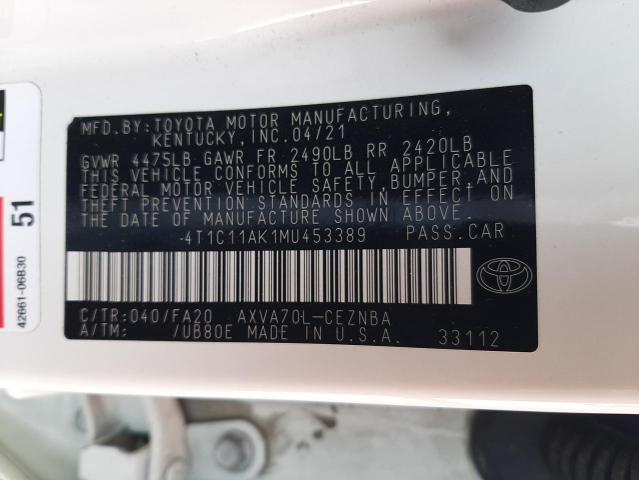 MFD.BY:TOYOTA MOTOR MANUFACTURING,
KENTUCKY, INC.04/21
GVWR 4475LB GAWR FR 2490LB RR 2420LB
THIS VEHICLE CONFORMS TO ALL APPLICABLE
FEDERAL MOTOR VEHICLE SAFETY,BUMPER,AND
THEFT PREVENTION STANDARDS IN EFFECT ON
THE DATE OF MANUFACTURE SHOWN ABOVE.
4T1C11AK1MU453389 PASS.CAR
C/TR:040/FA20 AXVA70L-CEZNBA
A/TM: /UB80E MADE IN U.S.A. 33112
51
42661-06B30